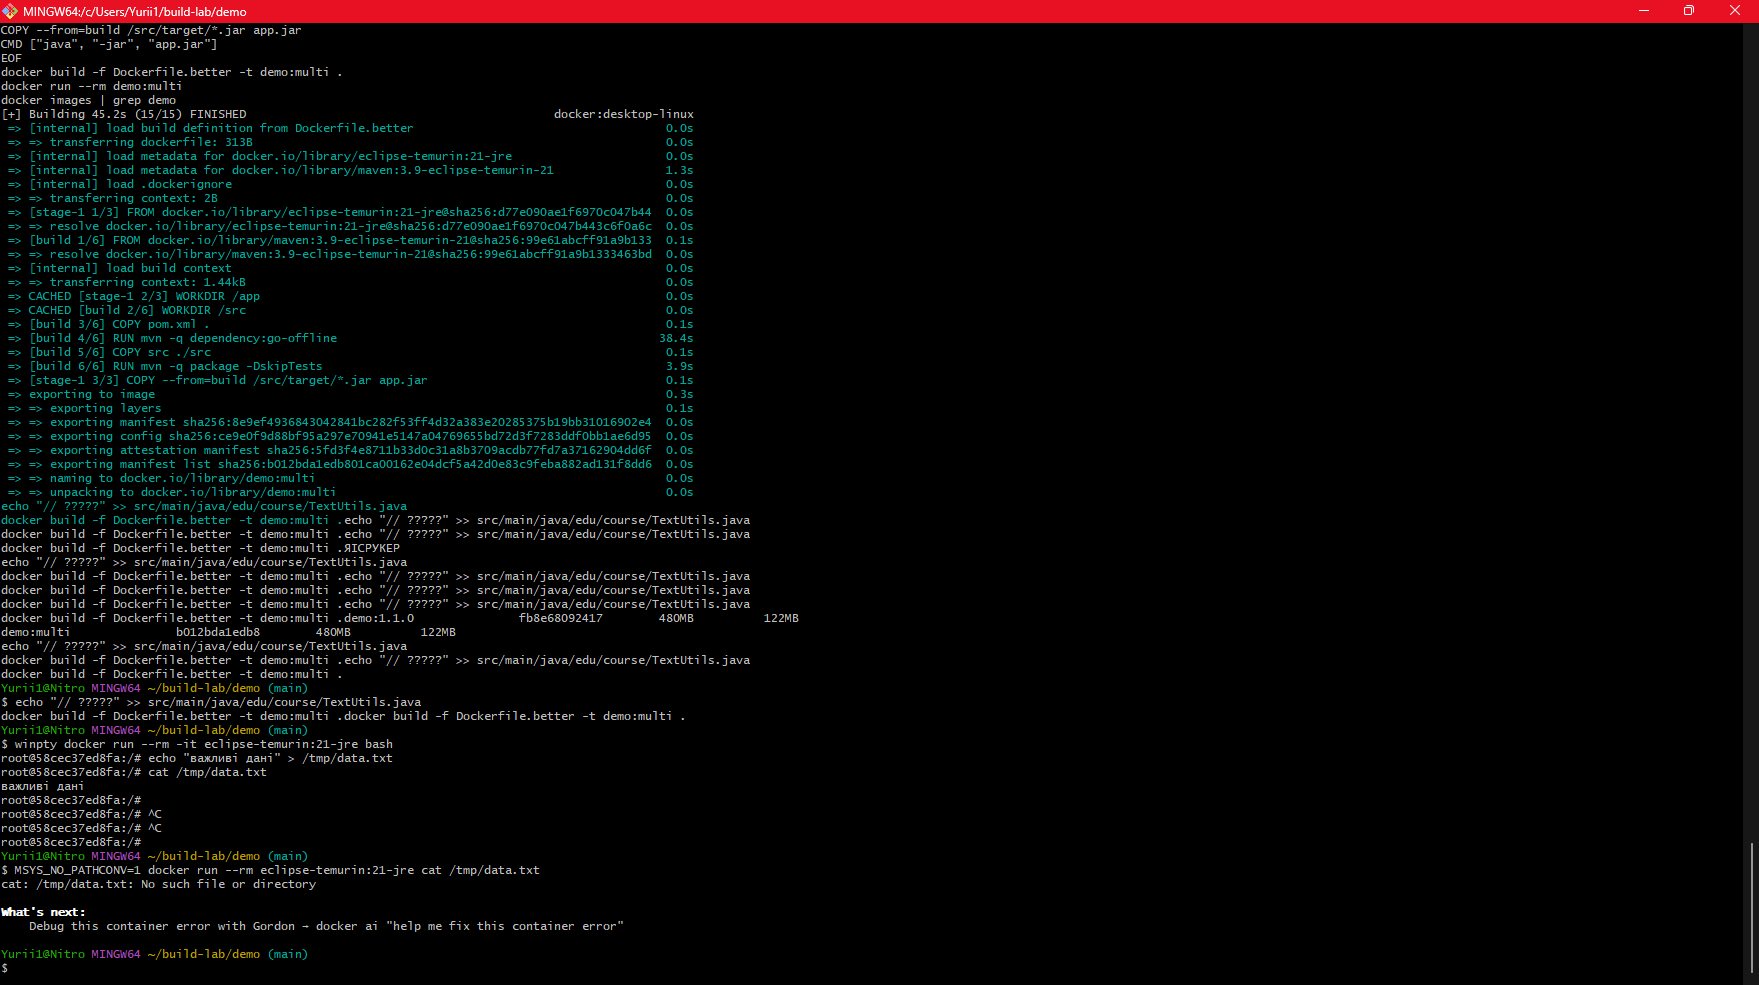 MINGW64:/c/Users/Yurii1/build-lab/demo
COPY --from=build /src/target/*.jar app.jar
CMD ["java", "-jar", "app.jar"]
EOF
docker build -f Dockerfile.better -t demo:multi .
docker run --rm demo:multi
docker images | grep demo
[+] Building 45.2s (15/15) FINISHED docker:desktop-linux
=> [internal] load build definition from Dockerfile.better 0.0s
=> => transferring dockerfile: 313B 0.0s
=> [internal] load metadata for docker.io/library/eclipse-temurin:21-jre 0.0s
=> [internal] load metadata for docker.io/library/maven:3.9-eclipse-temurin-21 1.3s
=> [internal] load .dockerignore 0.0s
=> => transferring context: 2B 0.0s
=> [stage-1 1/3] FROM docker.io/library/eclipse-temurin:21-jre@sha256:d77e090ae1f6970c047b44 0.0s
=> => resolve docker.io/library/eclipse-temurin:21-jre@sha256:d77e090ae1f6970c047b443c6f0a6c 0.0s
=> [build 1/6] FROM docker.io/library/maven:3.9-eclipse-temurin-21@sha256:99e61abcff91a9b133 0.1s
=> => resolve docker.io/library/maven:3.9-eclipse-temurin-21@sha256:99e61abcff91a9b1333463bd 0.0s
=> [internal] load build context 0.0s
=> => transferring context: 1.44kB 0.0s
=> CACHED [stage-1 2/3] WORKDIR /app 0.0s
=> CACHED [build 2/6] WORKDIR /src 0.0s
=> [build 3/6] COPY pom.xml . 0.1s
=> [build 4/6] RUN mvn -q dependency:go-offline 38.4s
=> [build 5/6] COPY src ./src 0.1s
=> [build 6/6] RUN mvn -q package -DskipTests 3.9s
=> [stage-1 3/3] COPY --from=build /src/target/*.jar app.jar 0.1s
=> exporting to image 0.3s
=> => exporting layers 0.1s
=> => exporting manifest sha256:8e9ef4936843042841bc282f53ff4d32a383e20285375b19bb31016902e4 0.0s
=> => exporting config sha256:ce9e0f9d88bf95a297e70941e5147a04769655bd72d3f7283ddf0bb1ae6d95 0.0s
=> => exporting attestation manifest sha256:5fd3f4e8711b33d0c31a8b3709acdb77fd7a37162904dd6f 0.0s
=> => exporting manifest list sha256:b012bda1edb801ca00162e04dcf5a42d0e83c9feba882ad131f8dd6 0.0s
=> => naming to docker.io/library/demo:multi 0.0s
=> => unpacking to docker.io/library/demo:multi 0.0s
echo "// ?????" >> src/main/java/edu/course/TextUtils.java
docker build -f Dockerfile.better -t demo:multi .echo "// ?????" >> src/main/java/edu/course/TextUtils.java
docker build -f Dockerfile.better -t demo:multi .echo "// ?????" >> src/main/java/edu/course/TextUtils.java
docker build -f Dockerfile.better -t demo:multi .ЯІСРУКЕР
echo "// ?????" >> src/main/java/edu/course/TextUtils.java
docker build -f Dockerfile.better -t demo:multi .echo "// ?????" >> src/main/java/edu/course/TextUtils.java
docker build -f Dockerfile.better -t demo:multi .echo "// ?????" >> src/main/java/edu/course/TextUtils.java
docker build -f Dockerfile.better -t demo:multi .echo "// ?????" >> src/main/java/edu/course/TextUtils.java
docker build -f Dockerfile.better -t demo:multi .demo:1.1.0 fb8e68092417 480MB 122MB
demo:multi b012bda1edb8 480MB 122MB
echo "// ?????" >> src/main/java/edu/course/TextUtils.java
docker build -f Dockerfile.better -t demo:multi .echo "// ?????" >> src/main/java/edu/course/TextUtils.java
docker build -f Dockerfile.better -t demo:multi .
Yurii1@Nitro MINGW64 ~/build-lab/demo (main)
$ echo "// ?????" >> src/main/java/edu/course/TextUtils.java
docker build -f Dockerfile.better -t demo:multi .docker build -f Dockerfile.better -t demo:multi .
Yurii1@Nitro MINGW64 ~/build-lab/demo (main)
$ winpty docker run --rm -it eclipse-temurin:21-jre bash
root@58cec37ed8fa:/# echo "важливі дані" > /tmp/data.txt
root@58cec37ed8fa:/# cat /tmp/data.txt
важливі дані
root@58cec37ed8fa:/#
root@58cec37ed8fa:/# ^C
root@58cec37ed8fa:/# ^C
root@58cec37ed8fa:/#
Yurii1@Nitro MINGW64 ~/build-lab/demo (main)
$ MSYS_NO_PATHCONV=1 docker run --rm eclipse-temurin:21-jre cat /tmp/data.txt
cat: /tmp/data.txt: No such file or directory
What's next:
Debug this container error with Gordon → docker ai "help me fix this container error"
Yurii1@Nitro MINGW64 ~/build-lab/demo (main)
$